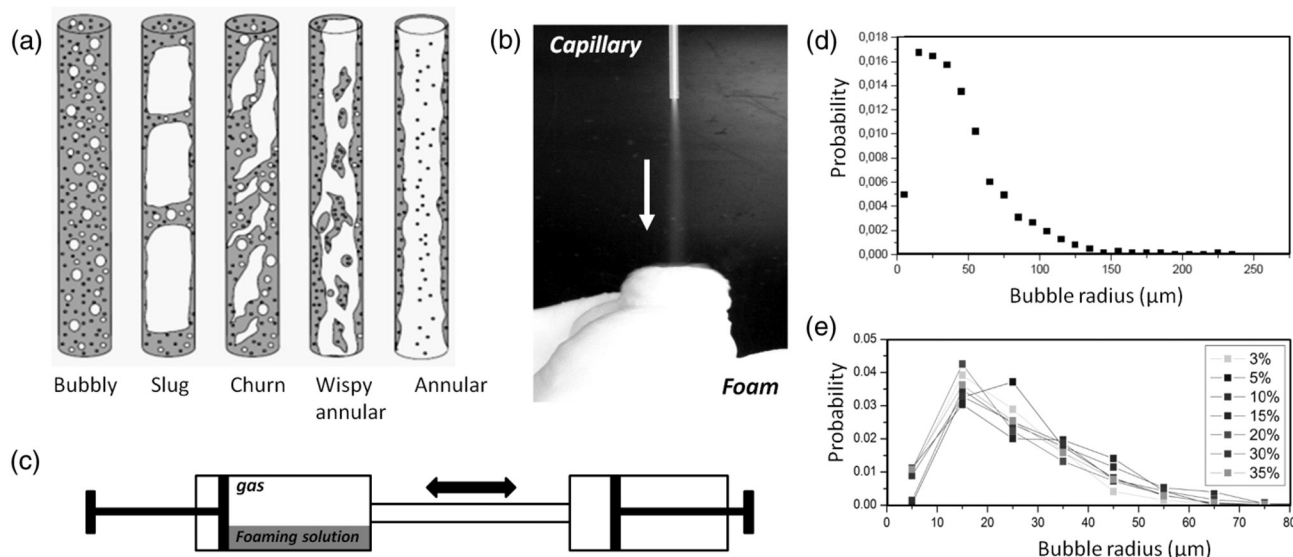 (a)
Bubbly
Slug
Churn
Wispy
annular
Annular
(b)
Capillary
Foam
(c)
gas
Foaming solution
(d)
Probability
0,018
0,016
0,014
0,012
0,010
0,008
0,006
0,004
0,002
0,000
0
50
100
150
200
250
Bubble radius (µm)
(e)
Probability
0.05
0.04
0.03
0.02
0.01
0.00
0
10
20
30
40
50
60
70
80
Bubble radius (µm)
3%
5%
10%
15%
20%
30%
35%